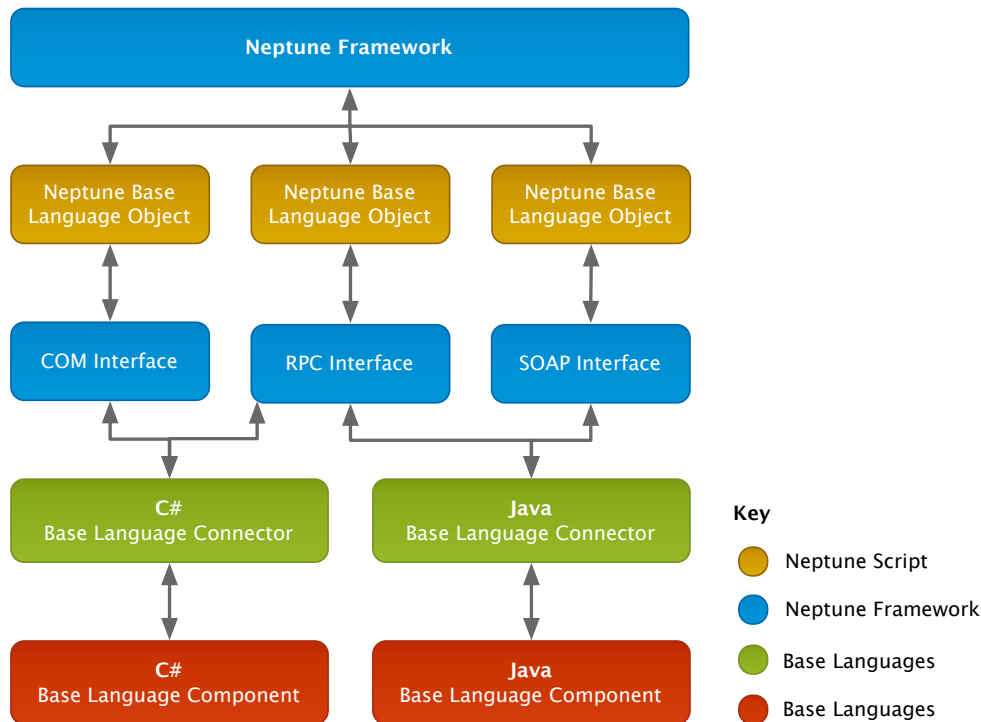 Neptune Framework
Neptune Base
Language Object
Neptune Base
Language Object
Neptune Base
Language Object
COM Interface
RPC Interface
SOAP Interface
C#
Base Language Connector
Java
Base Language Connector
C#
Base Language Component
Java
Base Language Component
Key
Neptune Script
Neptune Framework
Base Languages
Base Languages